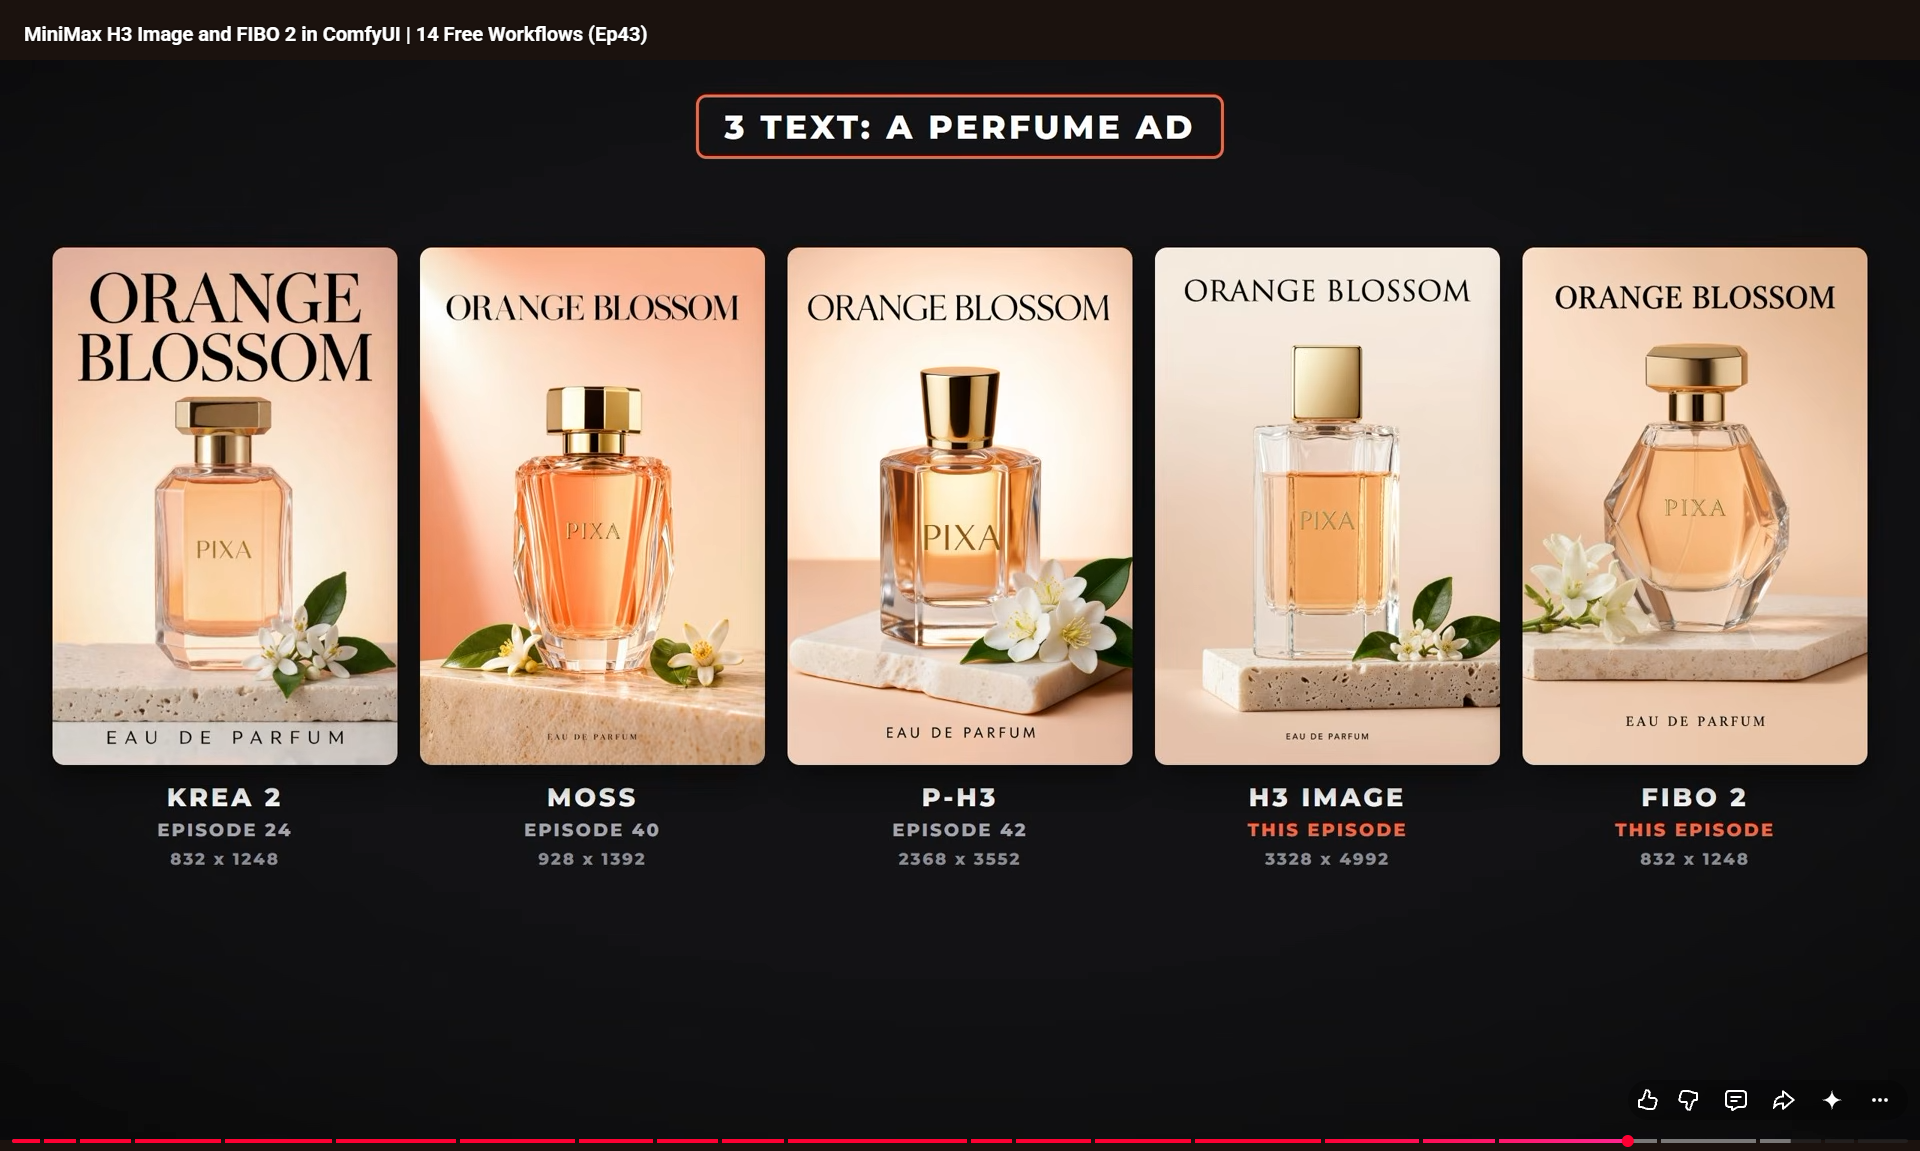 MiniMax H3 Image and FIBO 2 in ComfyUI | 14 Free Workflows (Ep43)
3 TEXT: A PERFUME AD
ORANGE
BLOSSOM
PIXA
EAU DE PARFUM
KREA 2
EPISODE 24
832 x 1248
ORANGE BLOSSOM
PIXA
EAU DE PARFUM
MOSS
EPISODE 40
928 x 1392
ORANGE BLOSSOM
PIXA
EAU DE PARFUM
P-H3
EPISODE 42
2368 x 3552
ORANGE BLOSSOM
PIXA
EAU DE PARFUM
H3 IMAGE
THIS EPISODE
3328 x 4992
ORANGE BLOSSOM
PIXA
EAU DE PARFUM
FIBO 2
THIS EPISODE
832 x 1248